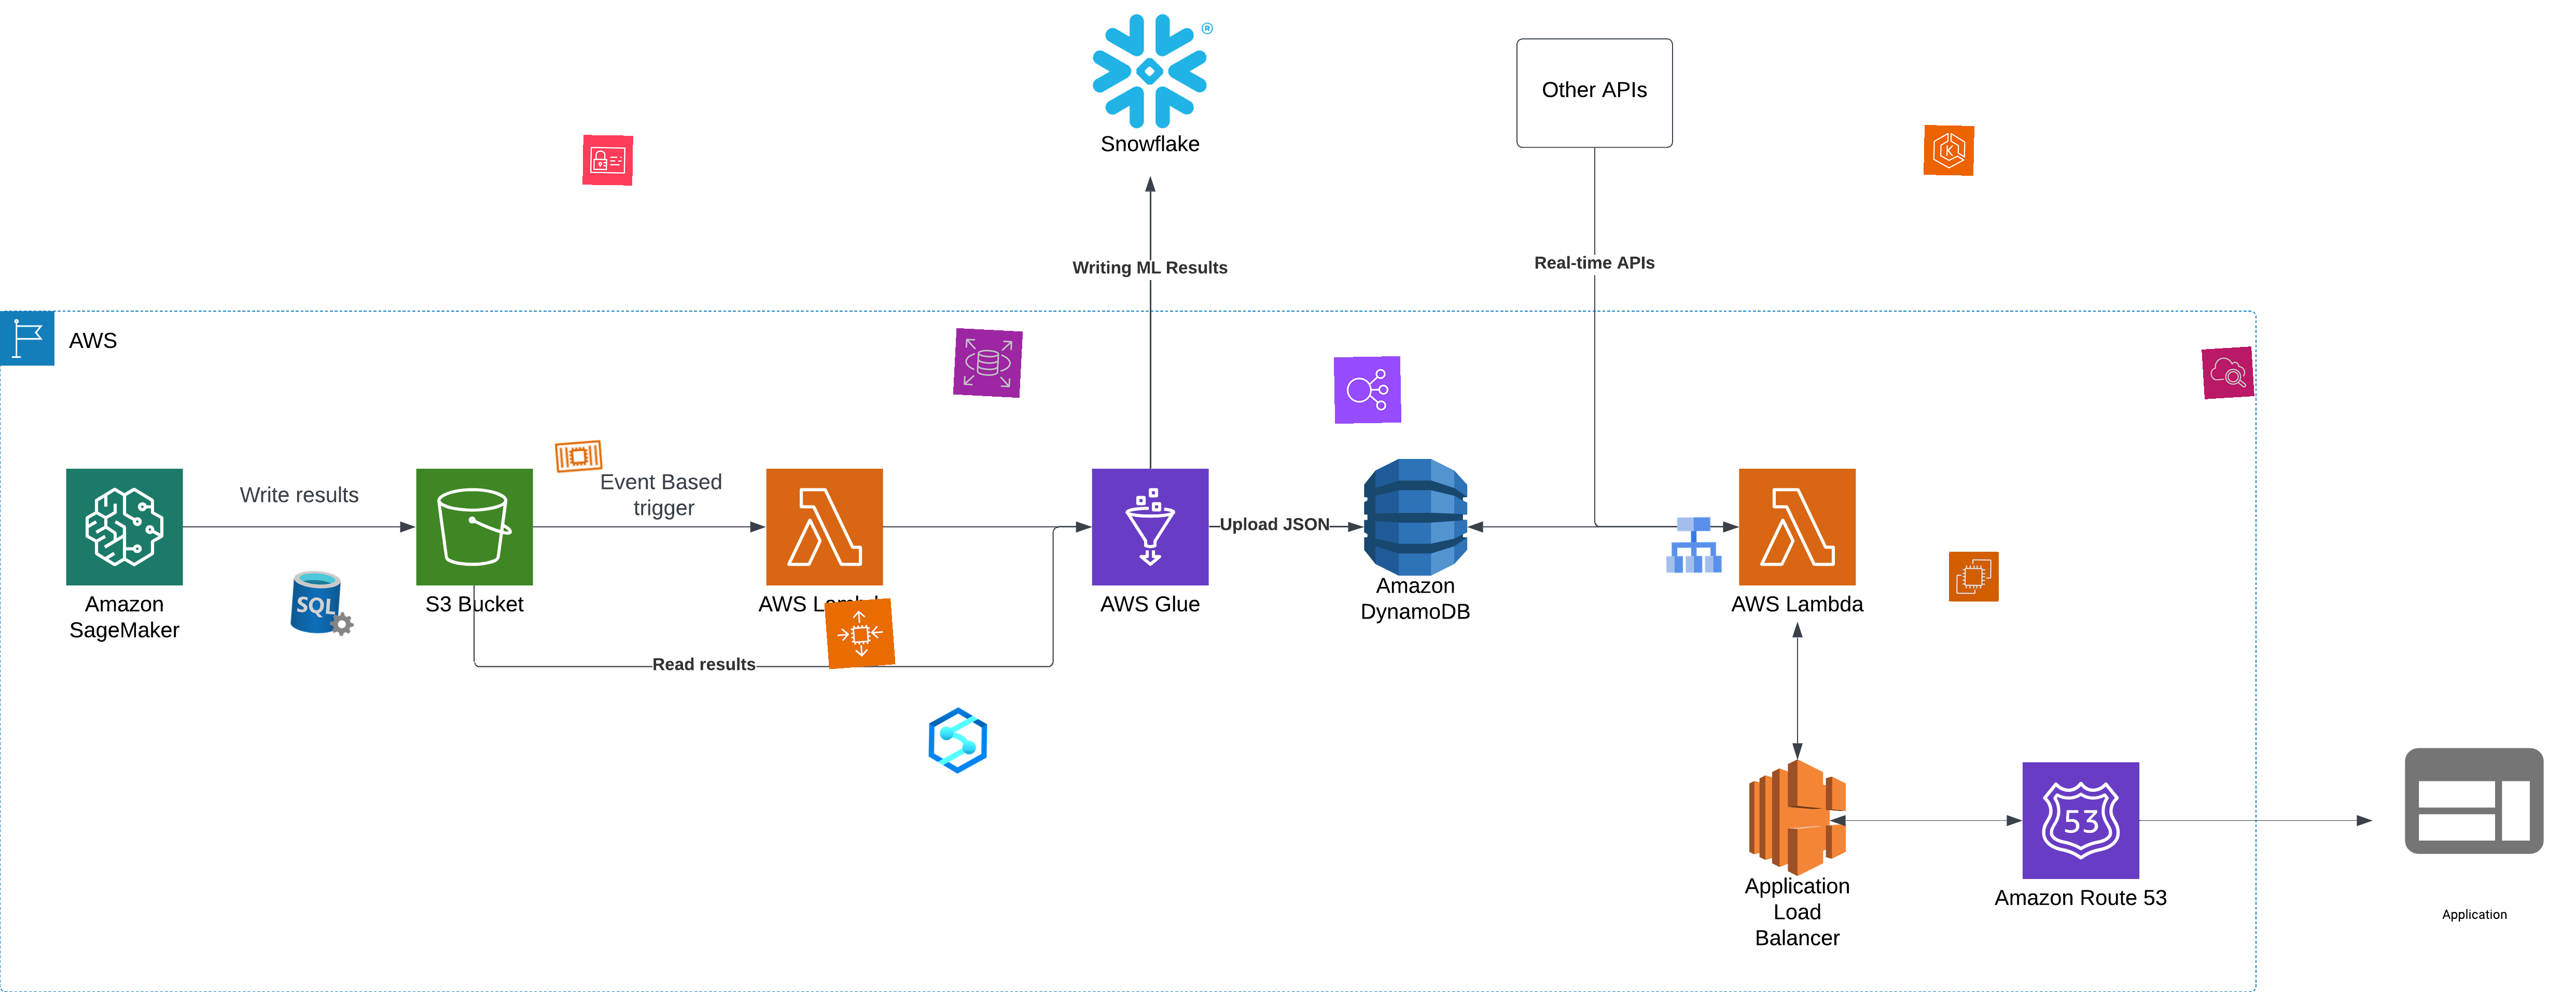 Snowflake
Other APIs
Writing ML Results
Real-time APIs
AWS
Write results
Event Based
trigger
Upload JSON
SQL
Amazon
SageMaker
S3 Bucket
AWS
AWS Glue
Amazon
DynamoDB
AWS Lambda
Read results
53
Application
Load
Balancer
Amazon Route 53
Application
K
®